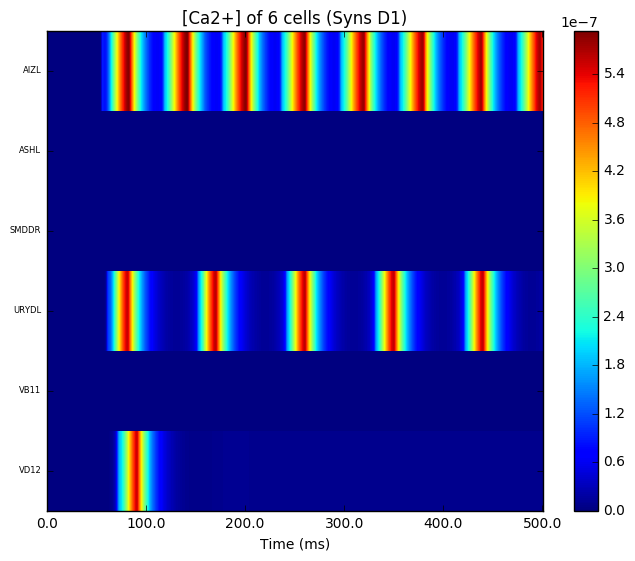 [Ca2+] of 6 cells (Syns D1)
1e−7
AIZL
ASHL
SMDDR
URYDL
VB11
VD12
5.4
4.8
4.2
3.6
3.0
2.4
1.8
1.2
0.6
0.0
0.0 100.0 200.0 300.0 400.0 500.0
Time (ms)